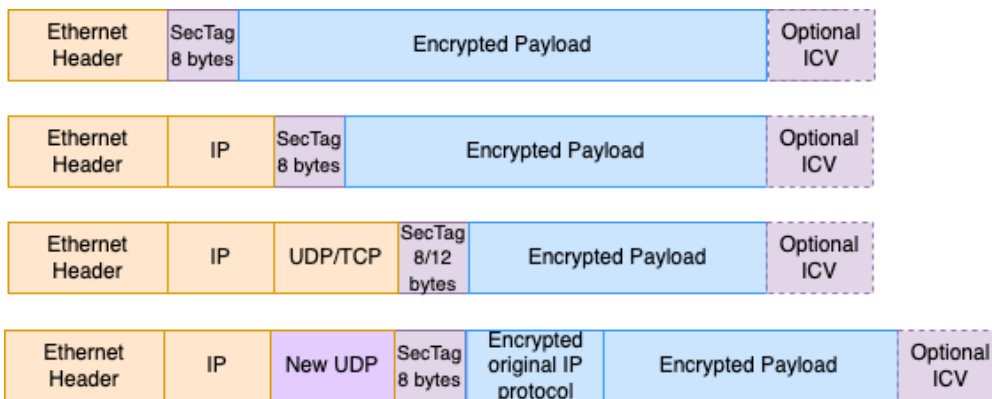 Ethernet
Header
SecTag
8 bytes
Encrypted Payload
Optional
ICV
Ethernet
Header
IP
SecTag
8 bytes
Encrypted Payload
Optional
ICV
Ethernet
Header
IP
UDP/TCP
SecTag
8/12
bytes
Encrypted Payload
Optional
ICV
Ethernet
Header
IP
New UDP
SecTag
8 bytes
Encrypted
original IP
protocol
Encrypted Payload
Optional
ICV